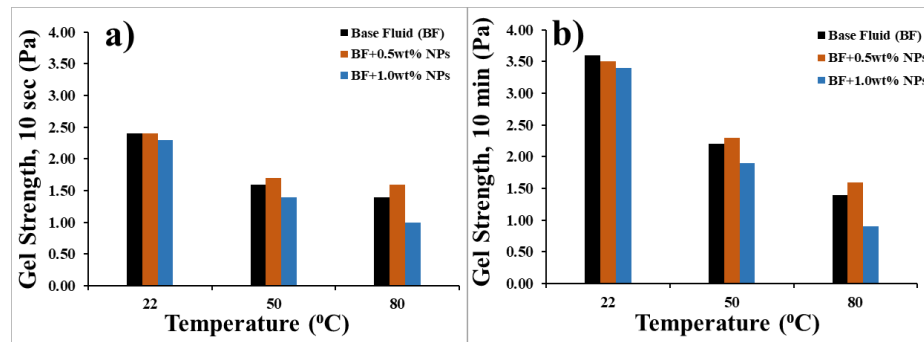 a)
Gel Strength, 10 sec (Pa)
4.00
3.50
3.00
2.50
2.00
1.50
1.00
0.50
0.00
Base Fluid (BF)
BF+0.5wt% NPs
BF+1.0wt% NPs
22
50
80
Temperature (⁰C)
b)
Gel Strength, 10 min (Pa)
4.00
3.50
3.00
2.50
2.00
1.50
1.00
0.50
0.00
Base Fluid (BF)
BF+0.5wt% NPs
BF+1.0wt% NPs
22
50
80
Temperature (⁰C)